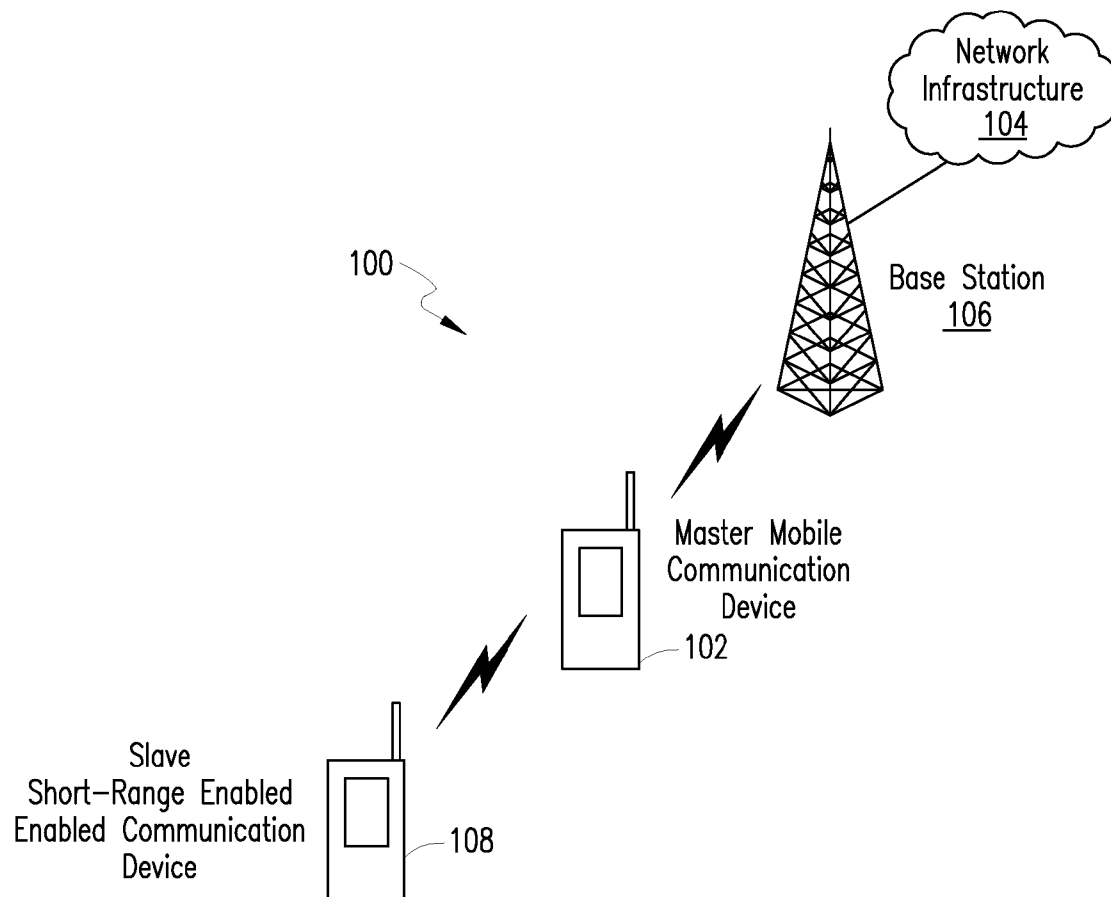 Network
Infrastructure
104
100
Base Station
106
Master Mobile
Communication
Device
102
Slave
Short-Range Enabled
Enabled Communication
Device
108